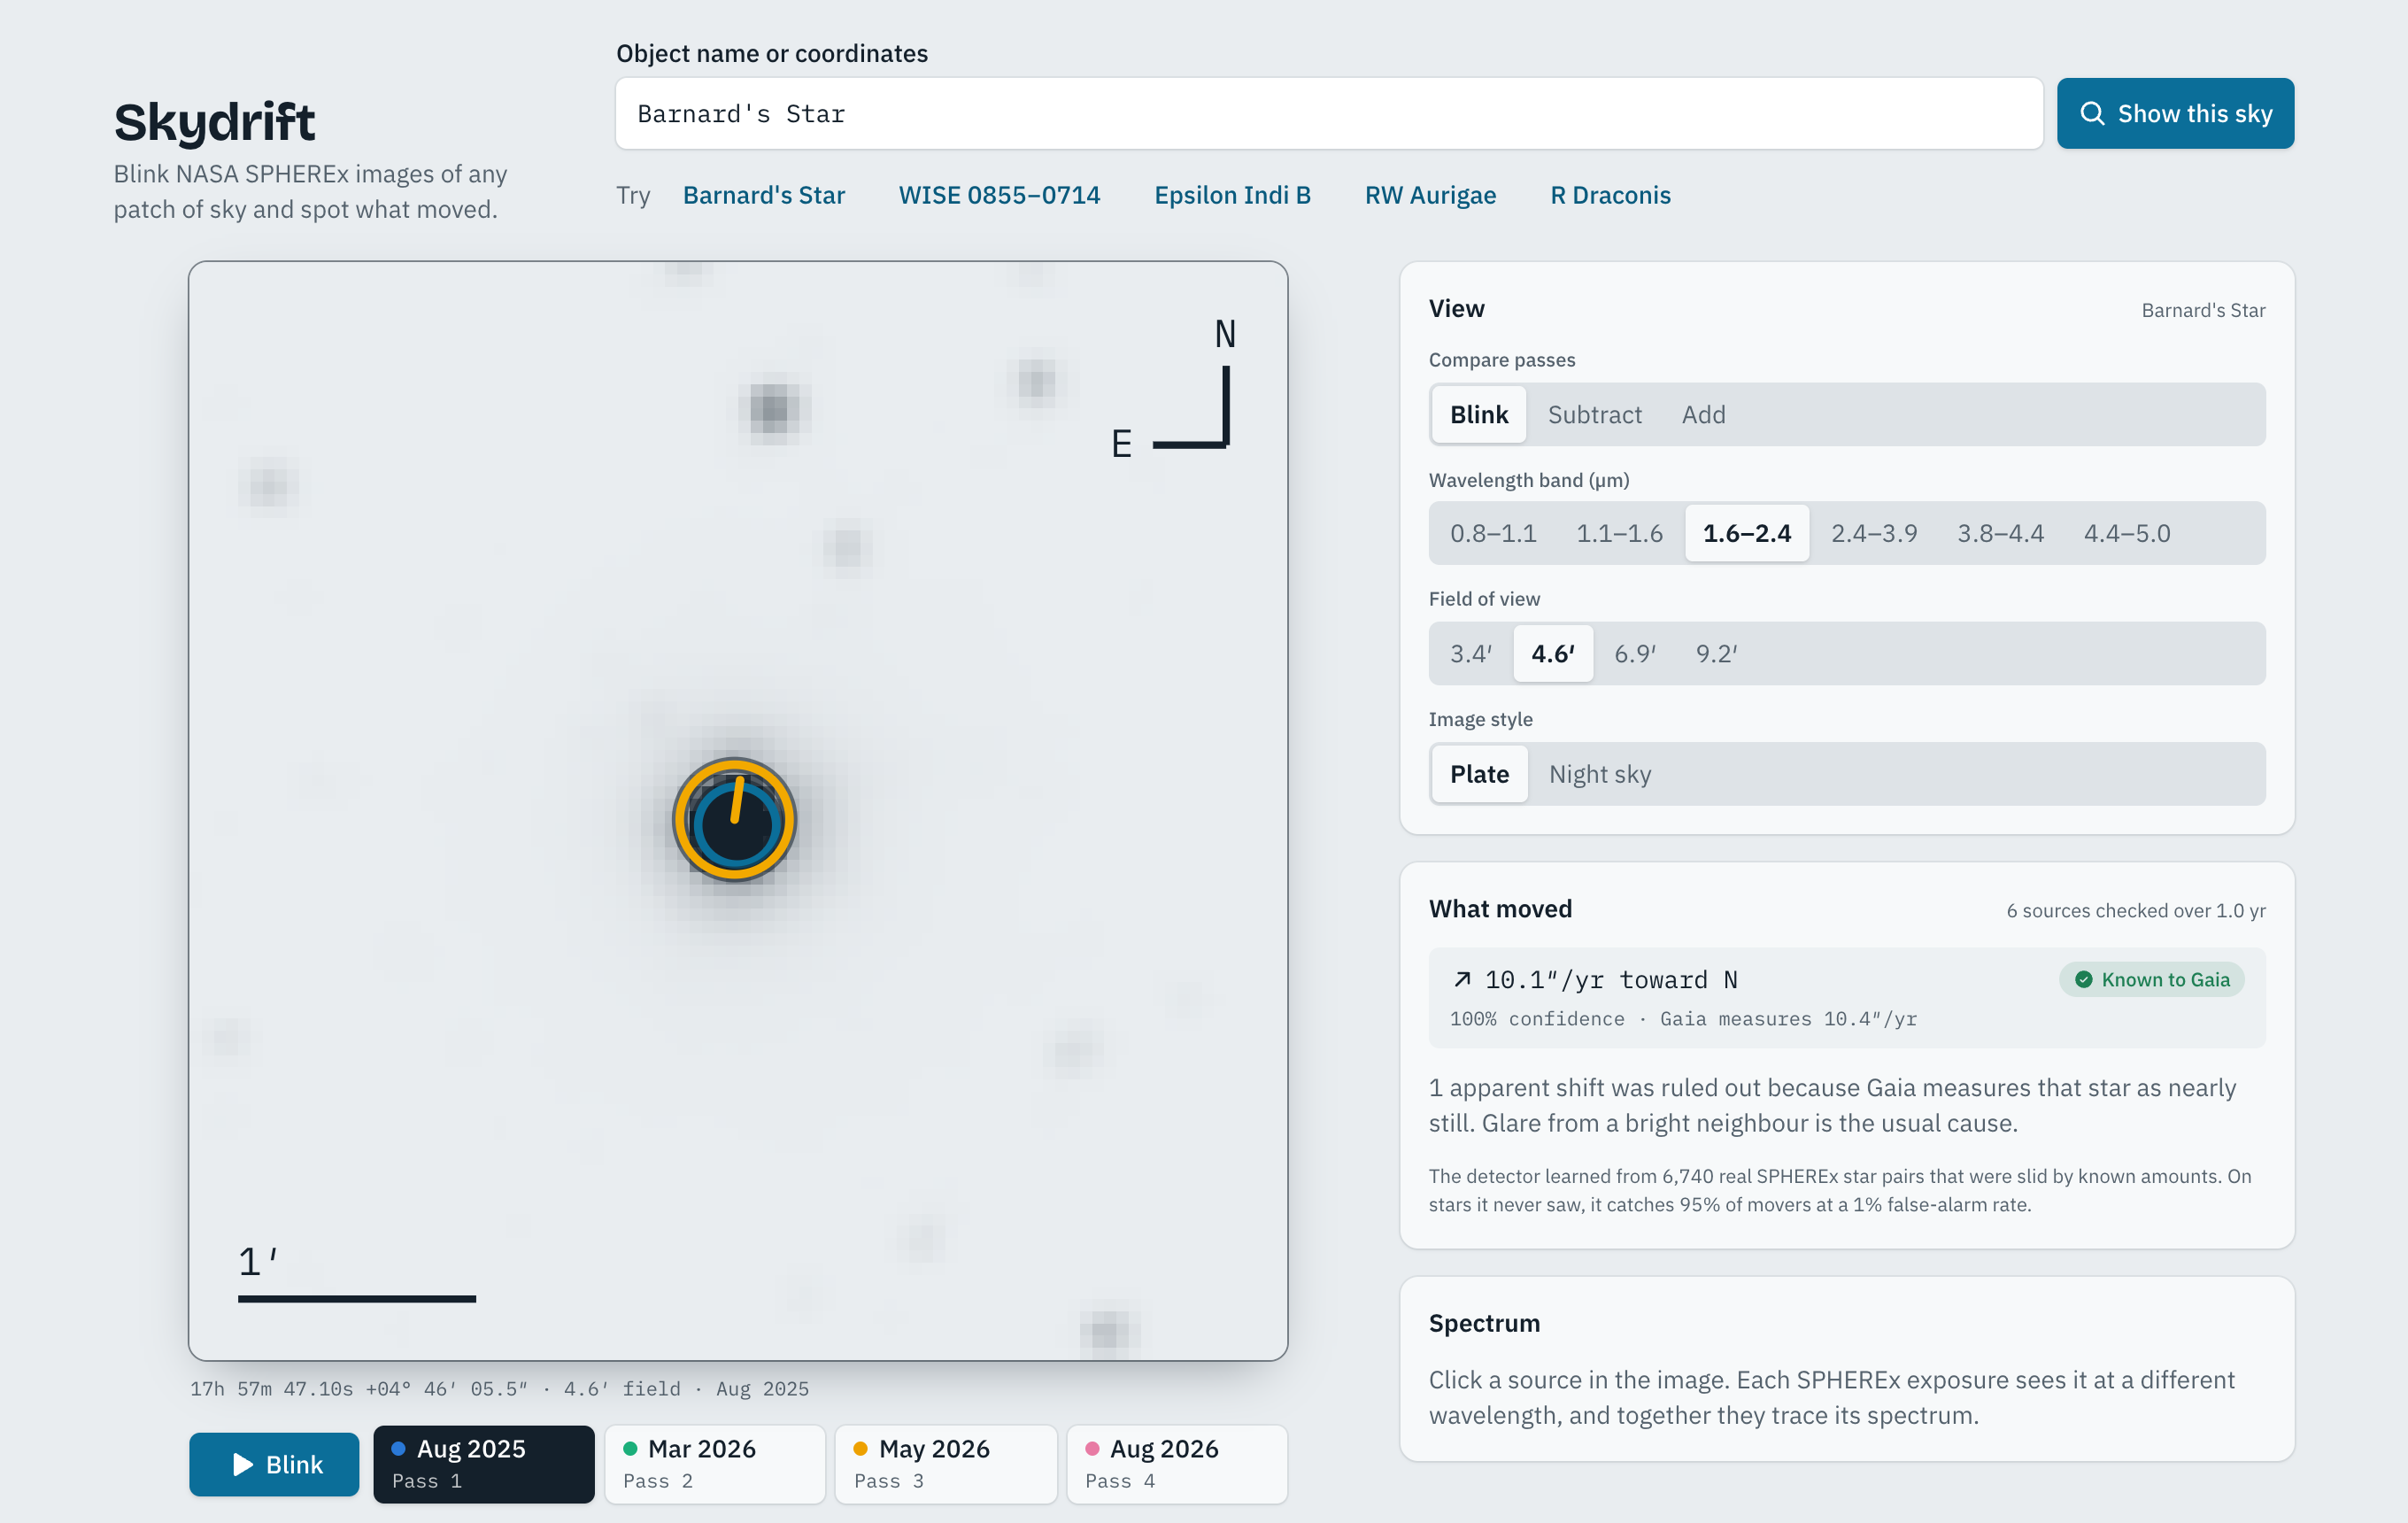 Skydrift
Blink NASA SPHEREx images of any
patch of sky and spot what moved.
Object name or coordinates
Barnard's Star
Show this sky
Try Barnard's Star WISE 0855–0714 Epsilon Indi B RW Aurigae R Draconis
N
E
1′
17h 57m 47.10s +04° 46′ 05.5″ · 4.6′ field · Aug 2025
Blink
Aug 2025
Pass 1
Mar 2026
Pass 2
May 2026
Pass 3
Aug 2026
Pass 4
View
Barnard's Star
Compare passes
Blink Subtract Add
Wavelength band (µm)
0.8–1.1 1.1–1.6 1.6–2.4 2.4–3.9 3.8–4.4 4.4–5.0
Field of view
3.4′ 4.6′ 6.9′ 9.2′
Image style
Plate Night sky
What moved
6 sources checked over 1.0 yr
↗ 10.1″/yr toward N
Known to Gaia
100% confidence · Gaia measures 10.4″/yr
1 apparent shift was ruled out because Gaia measures that star as nearly
still. Glare from a bright neighbour is the usual cause.
The detector learned from 6,740 real SPHEREx star pairs that were slid by known amounts. On
stars it never saw, it catches 95% of movers at a 1% false-alarm rate.
Spectrum
Click a source in the image. Each SPHEREx exposure sees it at a different
wavelength, and together they trace its spectrum.